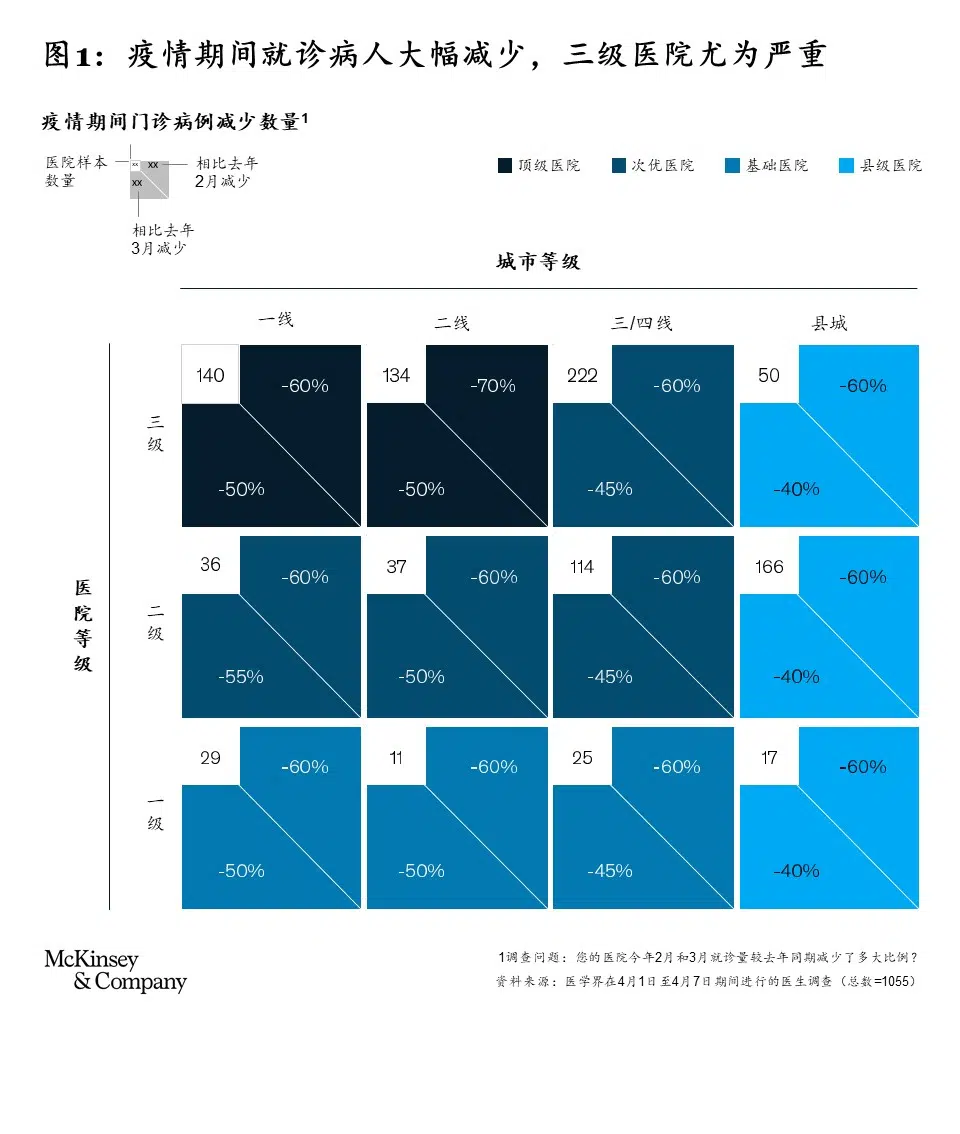 图1：疫情期间就诊病人大幅减少，三级医院尤为严重
疫情期间门诊病例减少数量1
医院样本
数量
xx
xx
xx
相比去年
2月减少
相比去年
3月减少
顶级医院 次优医院 基础医院 县级医院
城市等级
一线 二线 三/四线 县城
医院等级
三级
140 -60% 134 -70% 222 -60% 50 -60%
-50% -50% -45% -40%
二级
36 -60% 37 -60% 114 -60% 166 -60%
-55% -50% -45% -40%
一级
29 -60% 11 -60% 25 -60% 17 -60%
-50% -50% -45% -40%
McKinsey
& Company
1调查问题：您的医院今年2月和3月就诊量较去年同期减少了多大比例？
资料来源：医学界在4月1日至4月7日期间进行的医生调查（总数=1055）